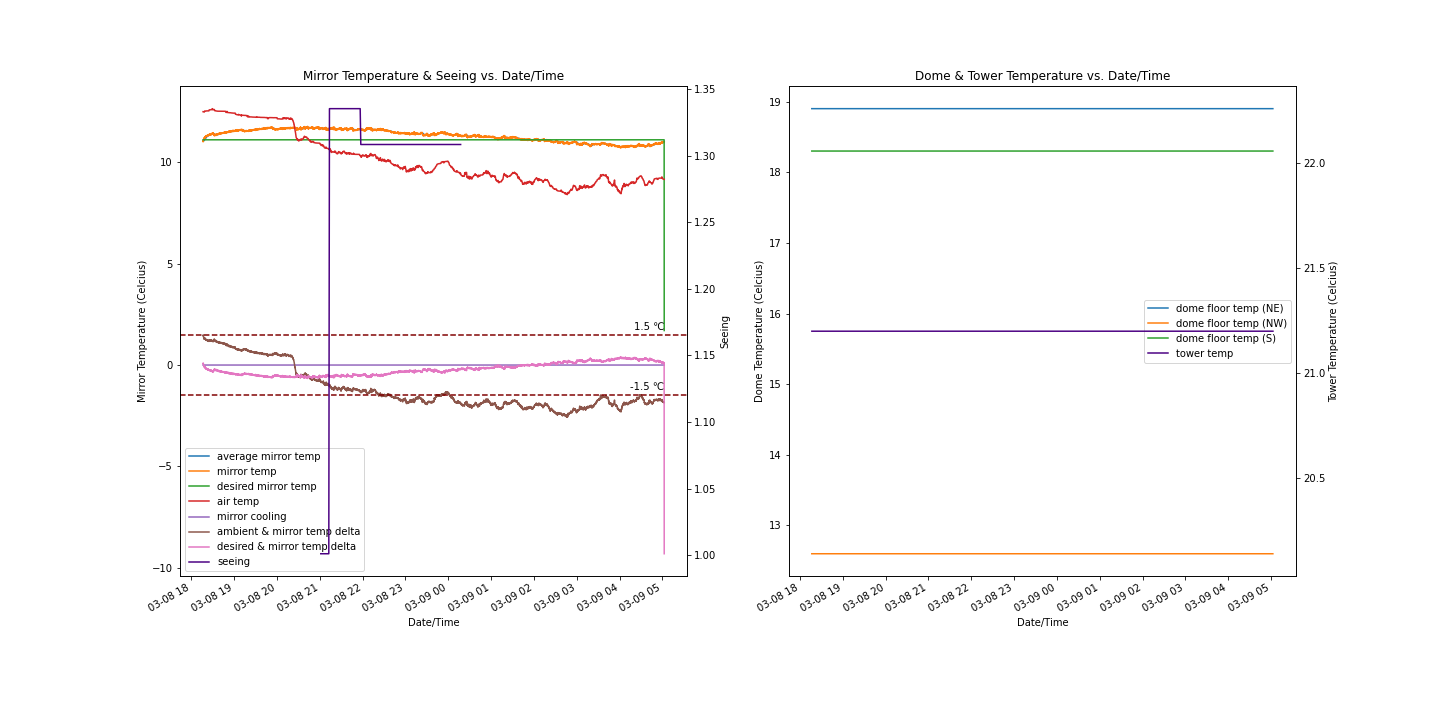 Mirror Temperature & Seeing vs. Date/Time
Mirror Temperature (Celcius)
10
5
0
−5
−10
1.5 °C
-1.5 °C
average mirror temp
mirror temp
desired mirror temp
air temp
mirror cooling
ambient & mirror temp delta
desired & mirror temp delta
seeing
1.35
1.30
1.25
1.20
1.15
1.10
1.05
1.00
Seeing
03-08 18
03-08 19
03-08 20
03-08 21
03-08 22
03-08 23
03-09 00
03-09 01
03-09 02
03-09 03
03-09 04
03-09 05
Date/Time
Dome & Tower Temperature vs. Date/Time
Dome Temperature (Celcius)
19
18
17
16
15
14
13
dome floor temp (NE)
dome floor temp (NW)
dome floor temp (S)
tower temp
22.0
21.5
21.0
20.5
Tower Temperature (Celcius)
03-08 18
03-08 19
03-08 20
03-08 21
03-08 22
03-08 23
03-09 00
03-09 01
03-09 02
03-09 03
03-09 04
03-09 05
Date/Time